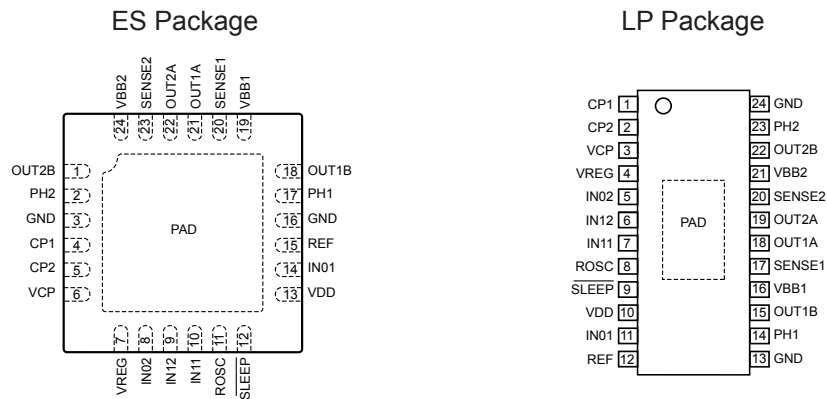 ES Package
VBB2
SENSE2
OUT2A
OUT1A
SENSE1
VBB1
24
23
22
21
20
19
OUT2B 1
PH2 2
GND 3
CP1 4
CP2 5
VCP 6
PAD
18 OUT1B
17 PH1
16 GND
15 REF
14 IN01
13 VDD
7
8
9
10
11
12
VREG
IN02
IN12
IN11
ROSC
SLEEP
LP Package
CP1 1
CP2 2
VCP 3
VREG 4
IN02 5
IN12 6
IN11 7
ROSC 8
SLEEP 9
VDD 10
IN01 11
REF 12
PAD
24 GND
23 PH2
22 OUT2B
21 VBB2
20 SENSE2
19 OUT2A
18 OUT1A
17 SENSE1
16 VBB1
15 OUT1B
14 PH1
13 GND